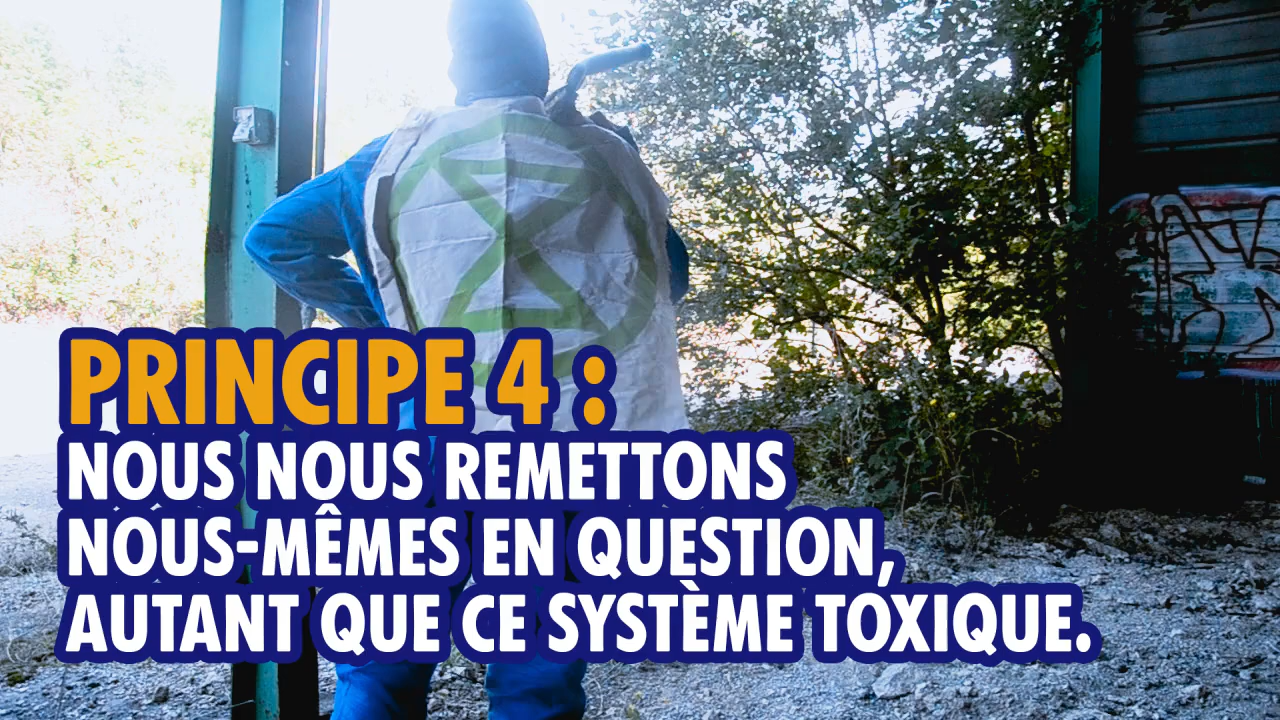 PRINCIPE 4 :
NOUS NOUS REMETTONS
NOUS-MÊMES EN QUESTION,
AUTANT QUE CE SYSTÈME TOXIQUE.